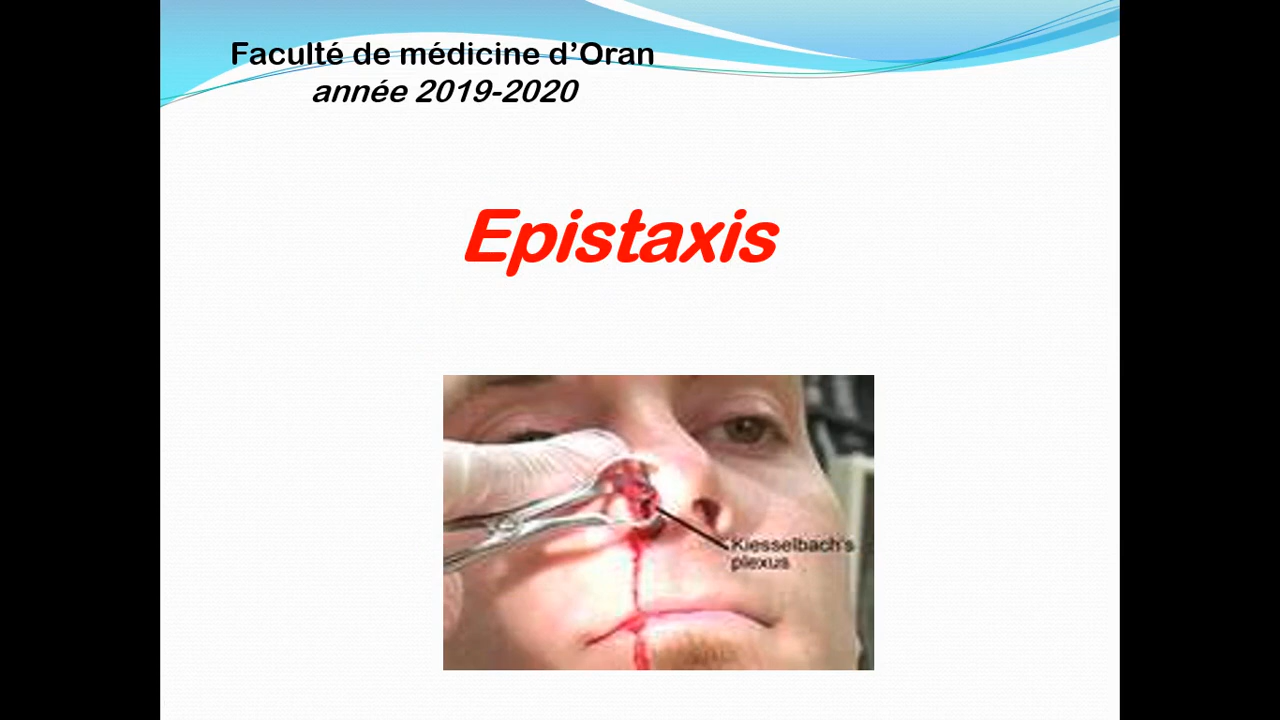 Faculté de médicine d’Oran
année 2019-2020
Epistaxis
Kiesselbach's
plexus